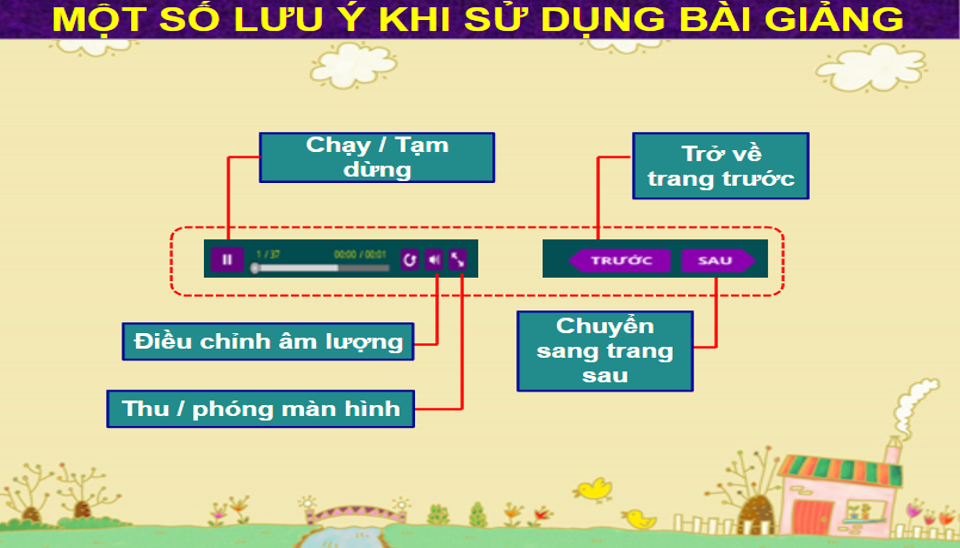 MỘT SỐ LƯU Ý KHI SỬ DỤNG BÀI GIẢNG
Chạy / Tạm
dừng
Trở về
trang trước
1 / 37
00:00 / 00:01
TRƯỚC
SAU
Điều chỉnh âm lượng
Chuyển
sang trang
sau
Thu / phóng màn hình